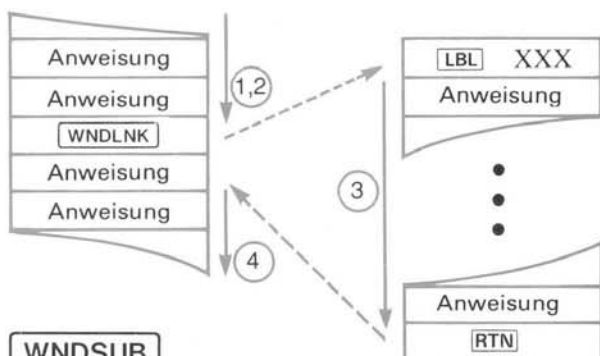 Anweisung
Anweisung
WNDLNK
Anweisung
Anweisung
1,2
3
4
LBL XXX
Anweisung
Anweisung
RTN
WNDSUB